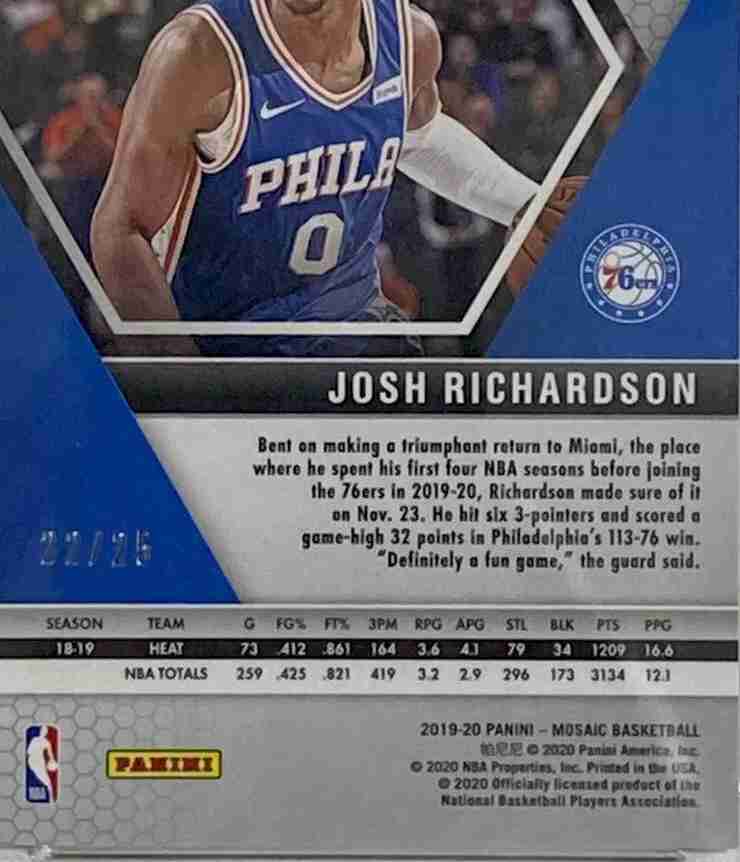 PHILA
0
PHILADELPHIA
76ers
JOSH RICHARDSON
Bent on making a triumphant return to Miami, the place
where he spent his first four NBA seasons before joining
the 76ers in 2019-20, Richardson made sure of it
on Nov. 23. He hit six 3-pointers and scored a
game-high 32 points in Philadelphia's 113-76 win.
"Definitely a fun game," the guard said.
22/25
SEASON TEAM G FG% FT% 3PM RPG APG STL BLK PTS PPG
18-19 HEAT 73 .412 .861 164 3.6 4.1 79 34 1209 16.6
NBA TOTALS 259 .425 .821 419 3.2 2.9 296 173 3134 12.1
2019-20 PANINI – MOSAIC BASKETBALL
帕尼尼 © 2020 Panini America, Inc.
© 2020 NBA Properties, Inc. Printed in the USA.
© 2020 Officially licensed product of the
National Basketball Players Association.
NBA
PANINI